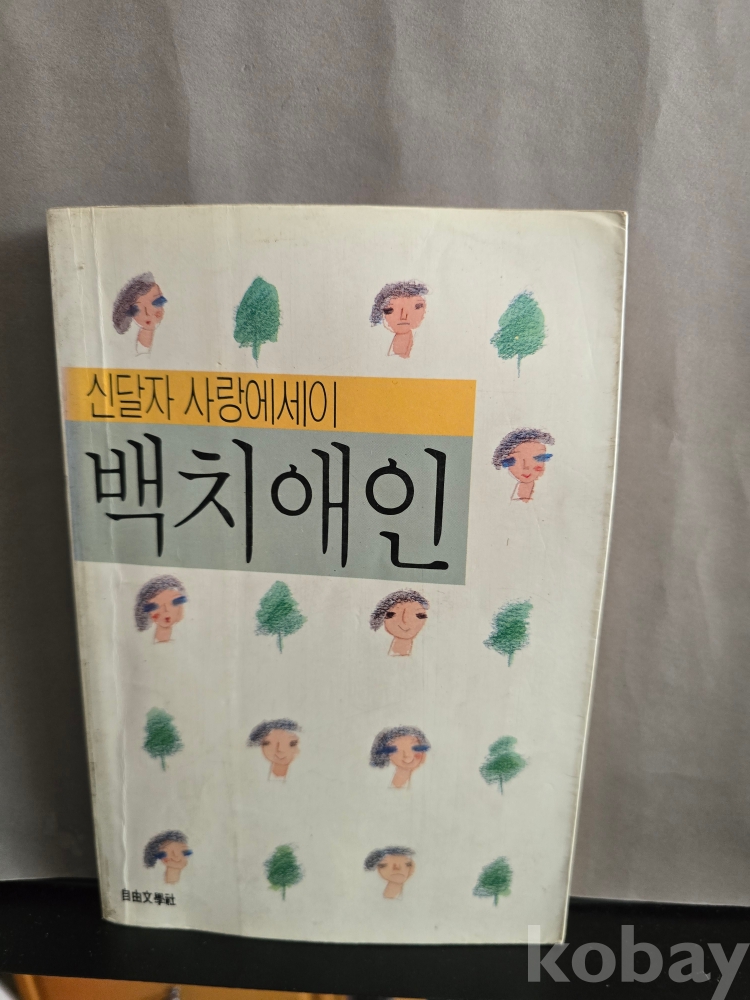 신달자 사랑에세이
백치애인
自由文學社
kobay